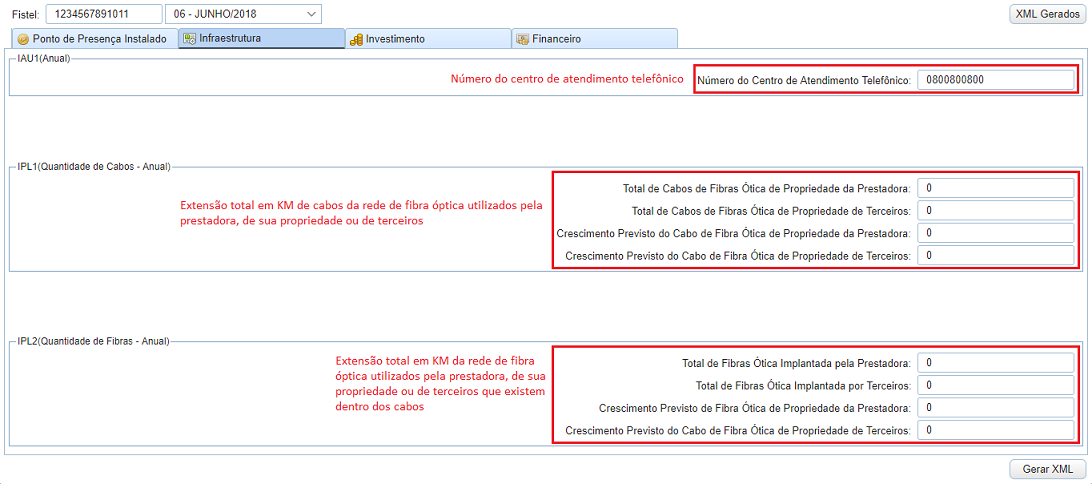 Fistel: 1234567891011 06 - JUNHO/2018 XML Gerados
Ponto de Presença Instalado Infraestrutura Investimento Financeiro
IAU1(Anual)
Número do centro de atendimento telefônico Número do Centro de Atendimento Telefônico: 0800800800
IPL1(Quantidade de Cabos - Anual)
Extensão total em KM de cabos da rede de fibra óptica utilizados pela
prestadora, de sua propriedade ou de terceiros
Total de Cabos de Fibras Ótica de Propriedade da Prestadora: 0
Total de Cabos de Fibras Ótica de Propriedade de Terceiros: 0
Crescimento Previsto do Cabo de Fibra Ótica de Propriedade da Prestadora: 0
Crescimento Previsto do Cabo de Fibra Ótica de Propriedade de Terceiros: 0
IPL2(Quantidade de Fibras - Anual)
Extensão total em KM da rede de fibra
óptica utilizados pela prestadora, de sua
propriedade ou de terceiros que existem
dentro dos cabos
Total de Fibras Ótica Implantada pela Prestadora: 0
Total de Fibras Ótica Implantada por Terceiros: 0
Crescimento Previsto de Fibra Ótica de Propriedade da Prestadora: 0
Crescimento Previsto do Cabo de Fibra Ótica de Propriedade de Terceiros: 0
Gerar XML